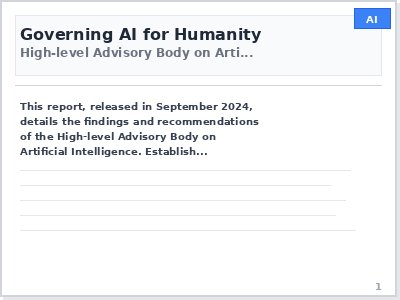 AI
Governing AI for Humanity
High-level Advisory Body on Arti...
This report, released in September 2024,
details the findings and recommendations
of the High-level Advisory Body on
Artificial Intelligence. Establish...
1